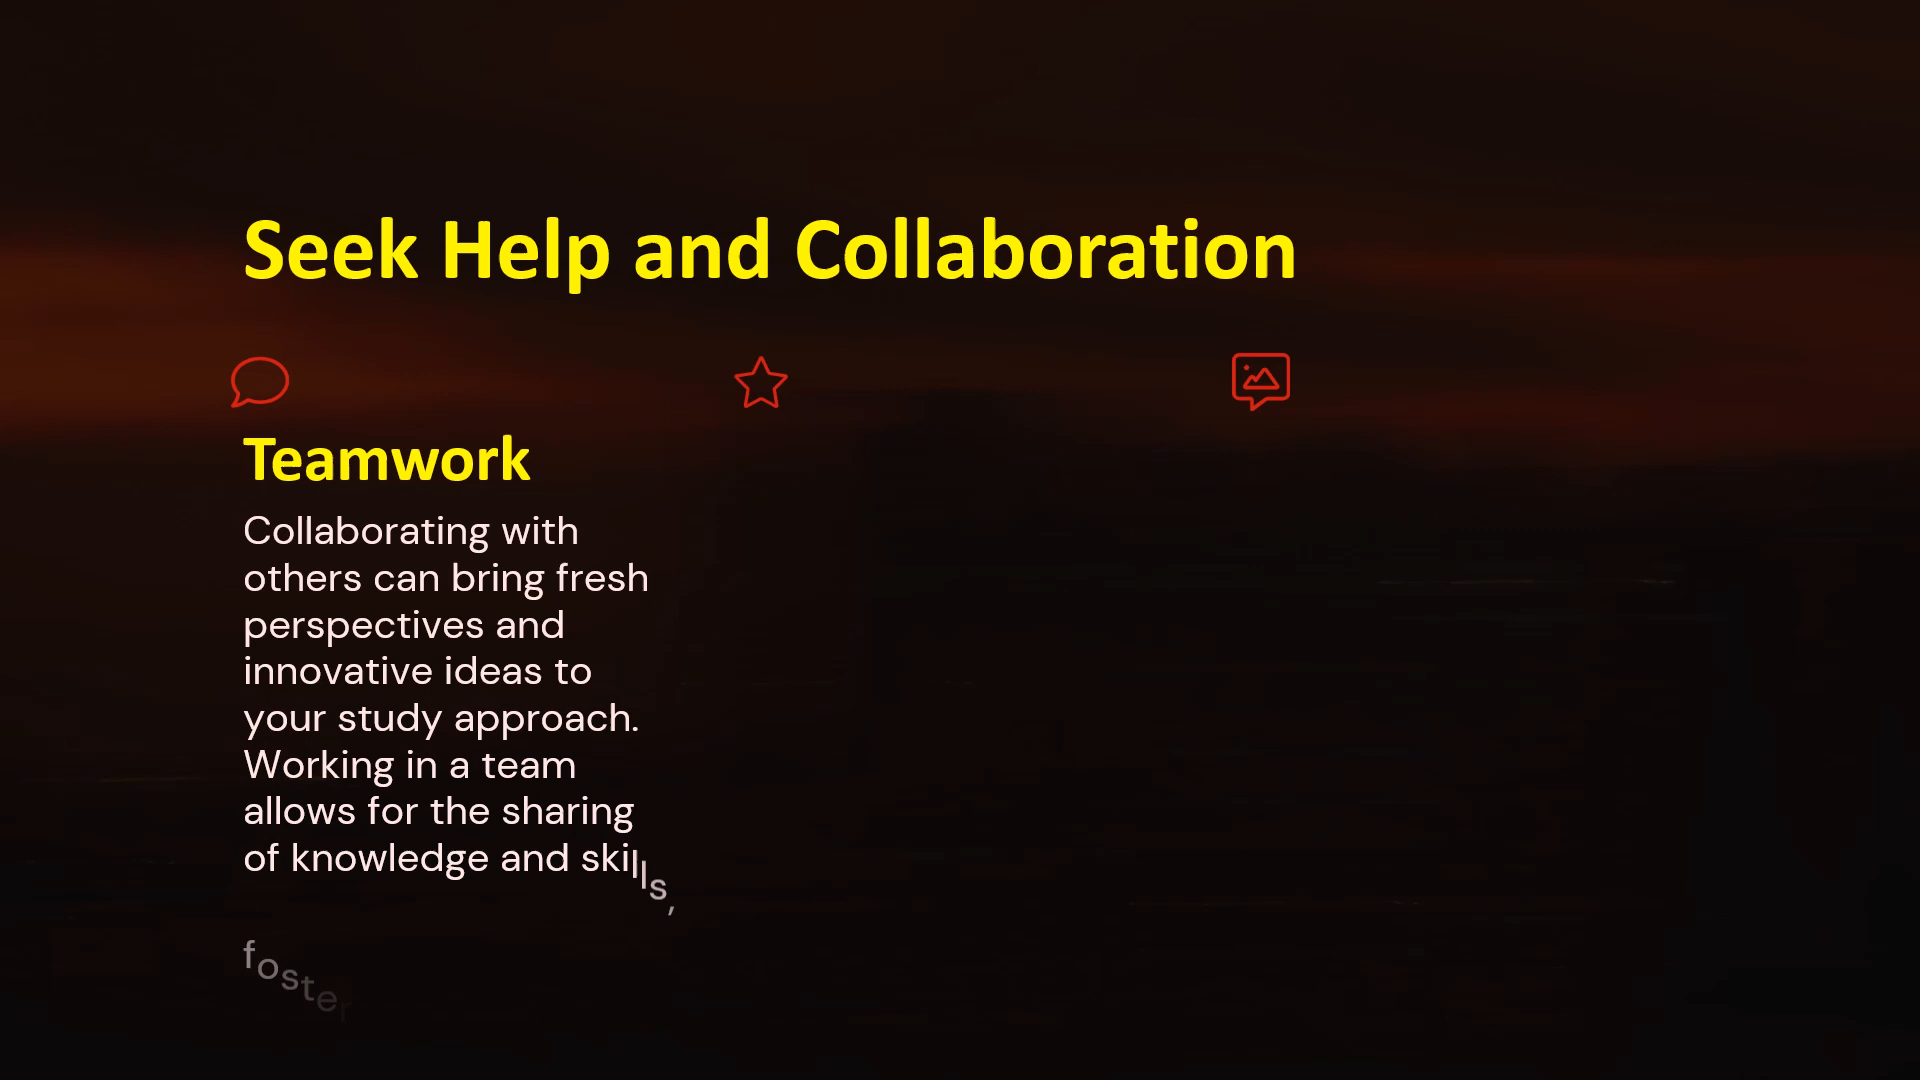 Seek Help and Collaboration
Teamwork
Collaborating with
others can bring fresh
perspectives and
innovative ideas to
your study approach.
Working in a team
allows for the sharing
of knowledge and skills,
foster